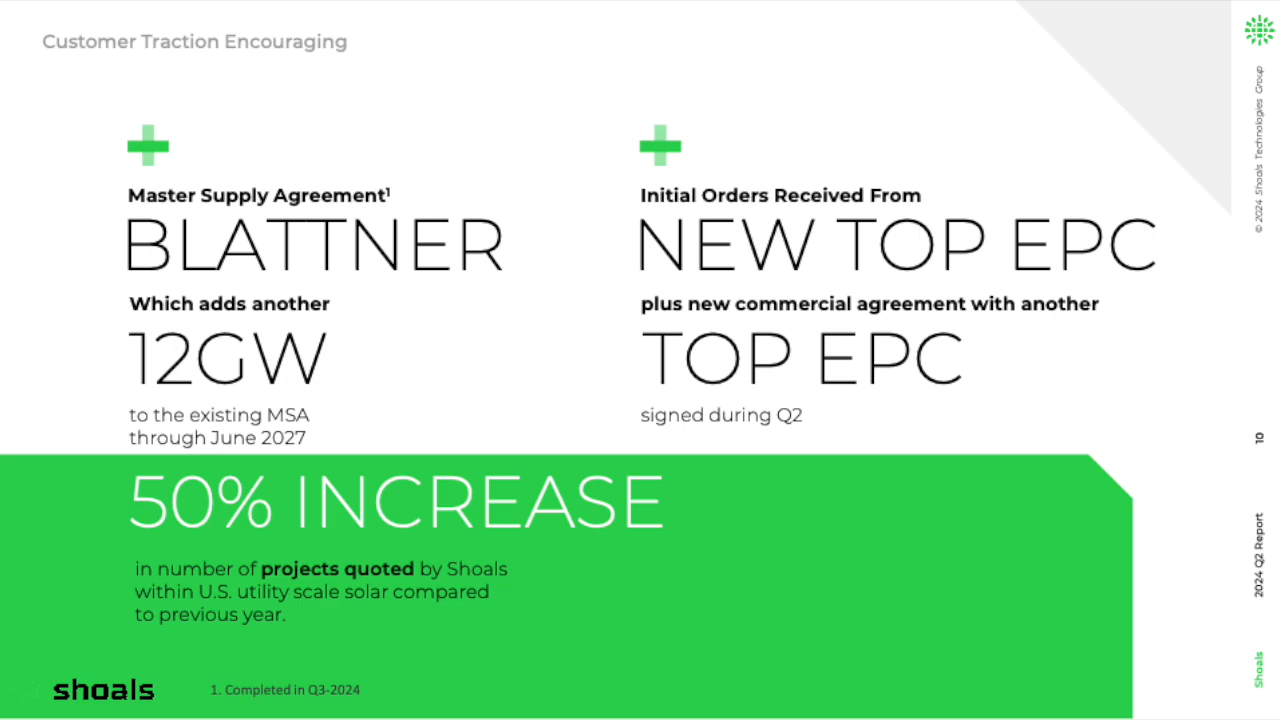 Customer Traction Encouraging
Master Supply Agreement¹
BLATTNER
Which adds another
12GW
to the existing MSA
through June 2027
Initial Orders Received From
NEW TOP EPC
plus new commercial agreement with another
TOP EPC
signed during Q2
50% INCREASE
in number of projects quoted by Shoals
within U.S. utility scale solar compared
to previous year.
shoals
1. Completed in Q3-2024
© 2024 Shoals Technologies Group
10
2024 Q2 Report
Shoals